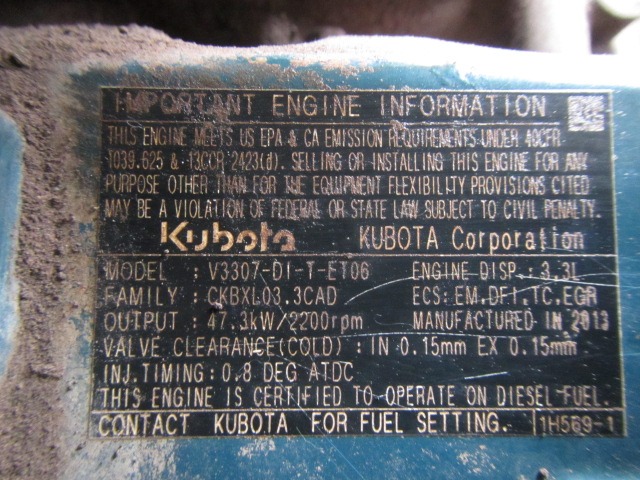 IMPORTANT ENGINE INFORMATION
THIS ENGINE MEETS US EPA & CA EMISSION REQUIREMENTS UNDER 40CFR
1039.625 & 13CCR 2423(d). SELLING OR INSTALLING THIS ENGINE FOR ANY
PURPOSE OTHER THAN FOR THE EQUIPMENT FLEXIBILITY PROVISIONS CITED
MAY BE A VIOLATION OF FEDERAL OR STATE LAW SUBJECT TO CIVIL PENALTY.
Kubota KUBOTA Corporation
MODEL : V3307-DI-T-ET06 ENGINE DISP.: 3.3L
FAMILY : CKBXL03.3CAD ECS: EM.DFI.TC.EGR
OUTPUT : 47.3kW/2200rpm MANUFACTURED IN 2013
VALVE CLEARANCE(COLD) : IN 0.15mm EX 0.15mm
INJ.TIMING: 0.8 DEG ATDC
THIS ENGINE IS CERTIFIED TO OPERATE ON DIESEL FUEL.
CONTACT KUBOTA FOR FUEL SETTING. 1H569-1